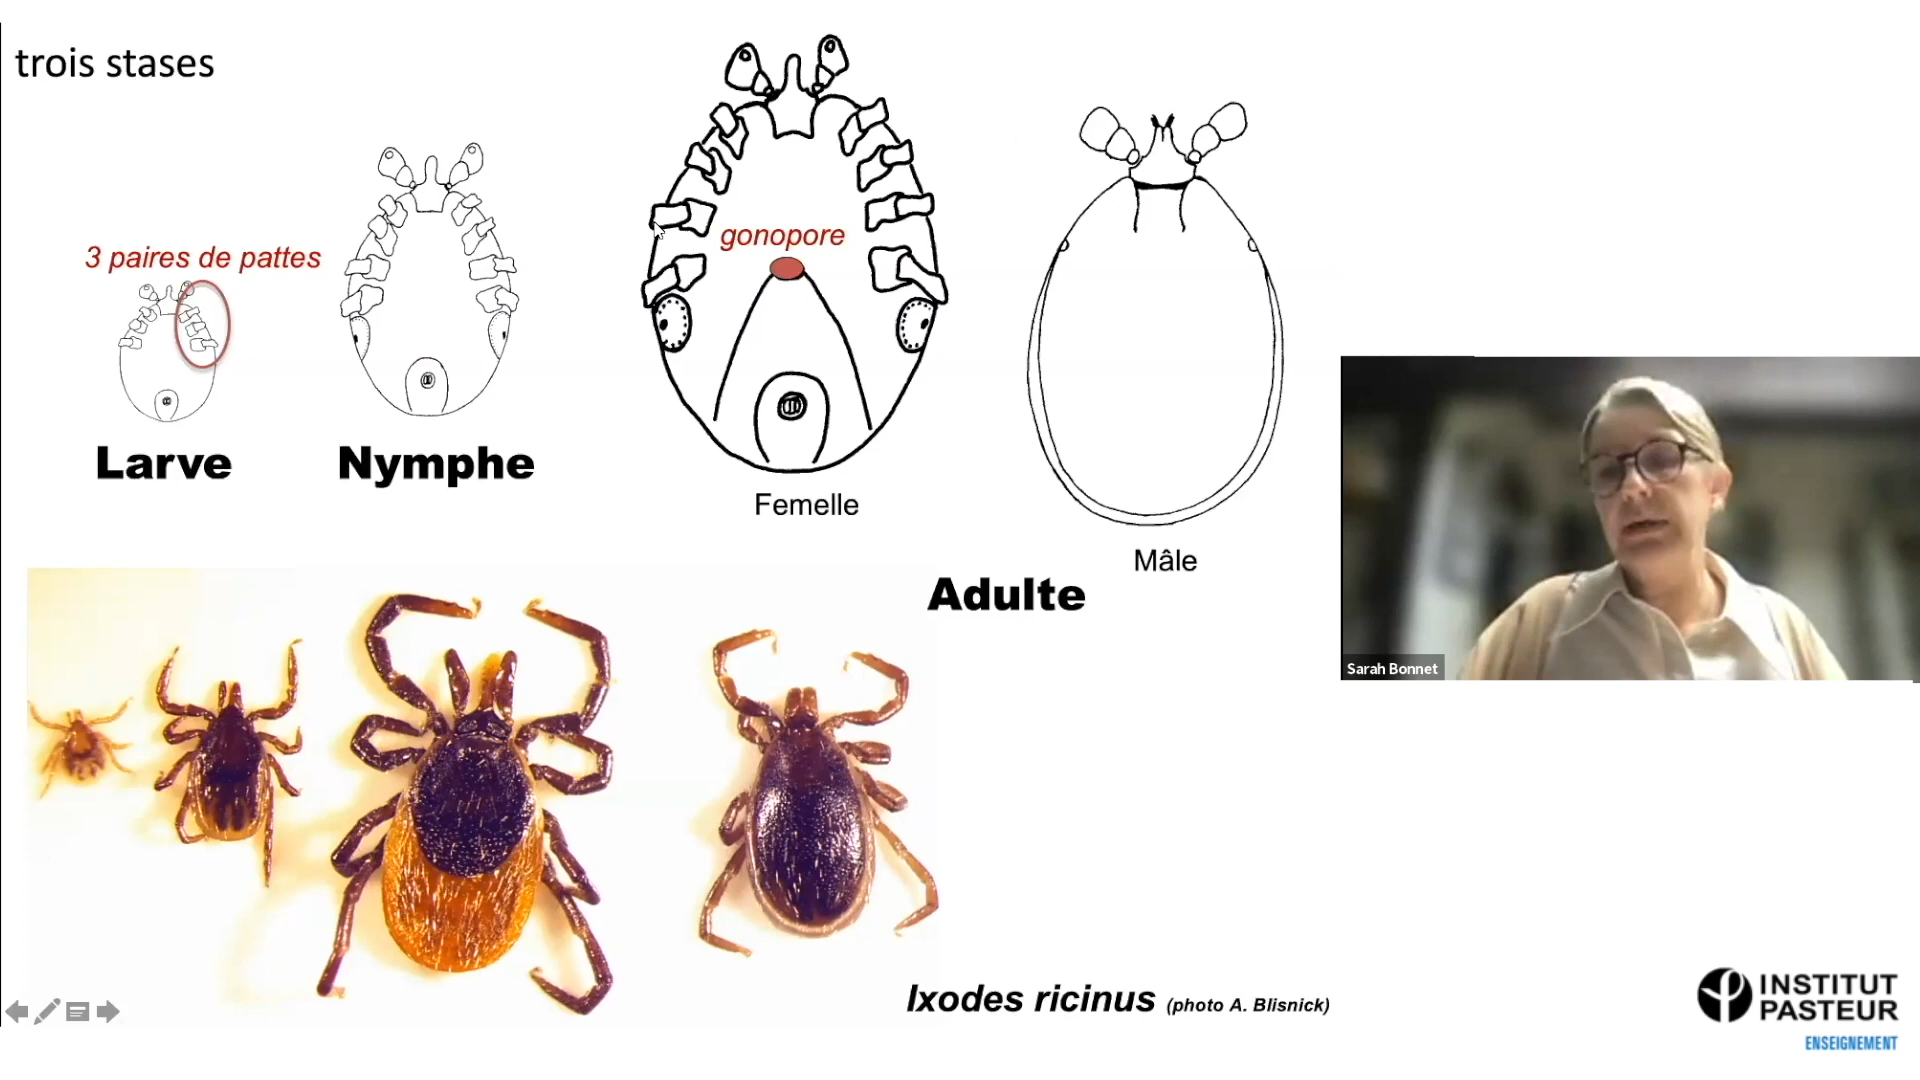 trois stases
3 paires de pattes
gonopore
Larve
Nymphe
Femelle
Mâle
Adulte
Sarah Bonnet
Ixodes ricinus (photo A. Blisnick)
INSTITUT
PASTEUR
ENSEIGNEMENT